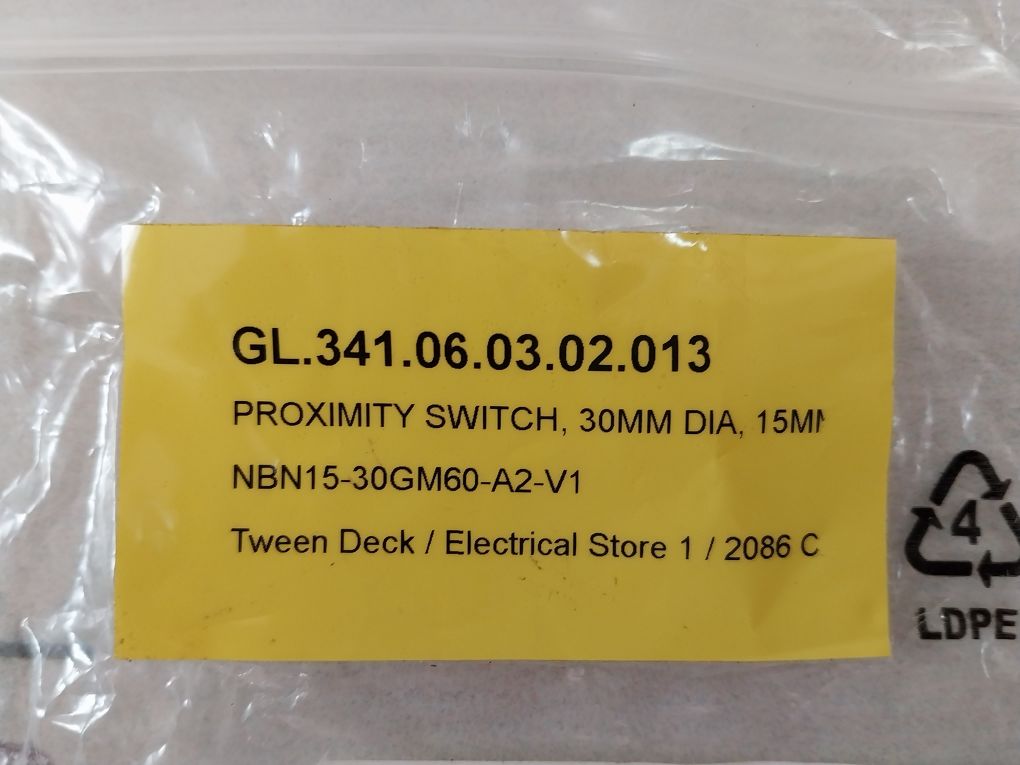 GL.341.06.03.02.013
PROXIMITY SWITCH, 30MM DIA, 15MM
NBN15-30GM60-A2-V1
Tween Deck / Electrical Store 1 / 2086 C
4
LDPE